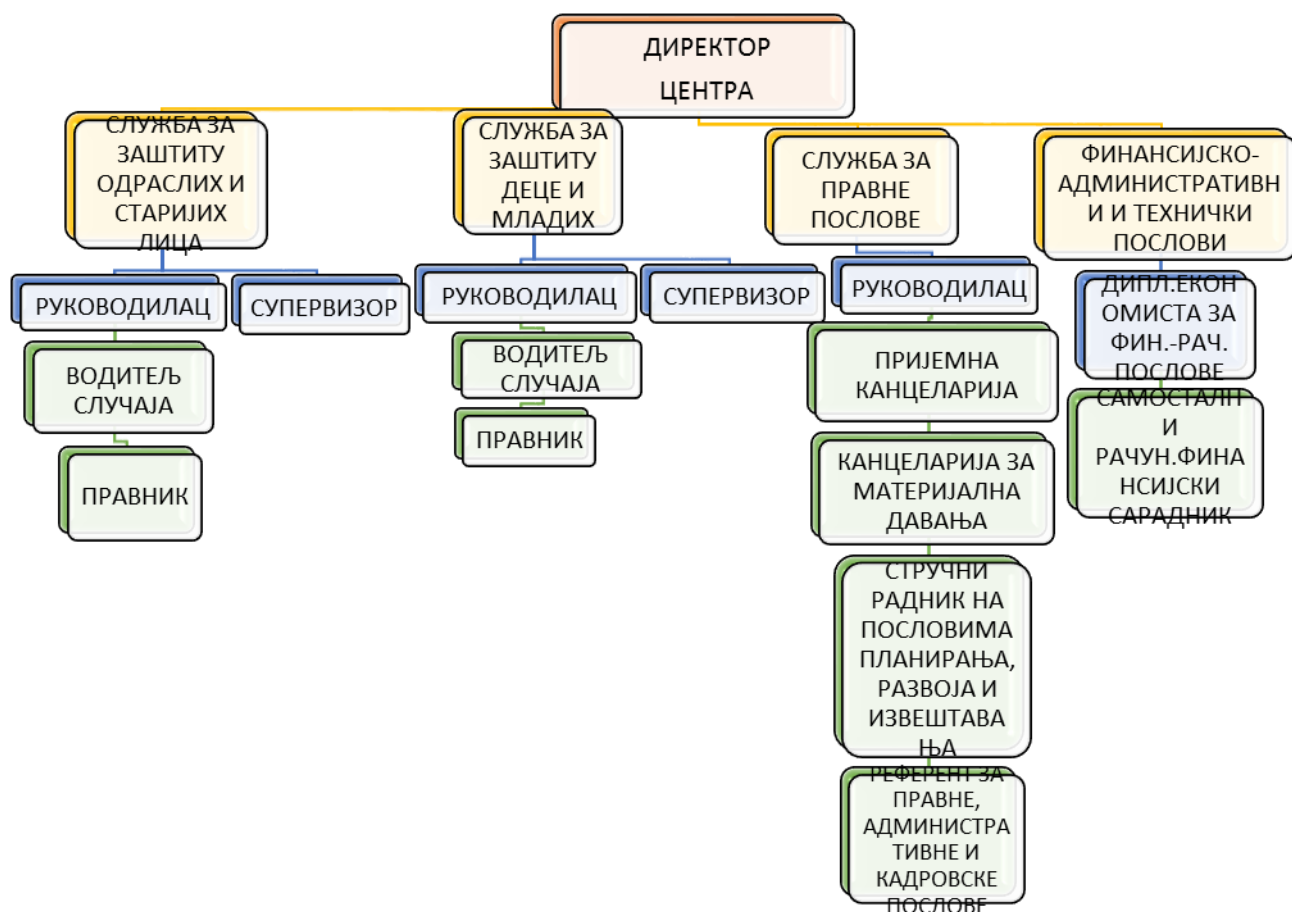 ДИРЕКТОР
ЦЕНТРА
СЛУЖБА ЗА
ЗАШТИТУ
ОДРАСЛИХ И
СТАРИЈИХ
ЛИЦА
РУКОВОДИЛАЦ
СУПЕРВИЗОР
ВОДИТЕЉ
СЛУЧАЈА
ПРАВНИК
СЛУЖБА ЗА
ЗАШТИТУ
ДЕЦЕ И
МЛАДИХ
РУКОВОДИЛАЦ
СУПЕРВИЗОР
ВОДИТЕЉ
СЛУЧАЈА
ПРАВНИК
СЛУЖБА ЗА
ПРАВНЕ
ПОСЛОВЕ
РУКОВОДИЛАЦ
ПРИЈЕМНА
КАНЦЕЛАРИЈА
КАНЦЕЛАРИЈА ЗА
МАТЕРИЈАЛНА
ДАВАЊА
СТРУЧНИ
РАДНИК НА
ПОСЛОВИМА
ПЛАНИРАЊА,
РАЗВОЈА И
ИЗВЕШТАВА
ЊА
РЕФЕРЕНТ ЗА
ПРАВНЕ,
АДМИНИСТРА
ТИВНЕ И
КАДРОВСКЕ
ПОСЛОВЕ
ФИНАНСИЈСКО-
АДМИНИСТРАТИВН
И И ТЕХНИЧКИ
ПОСЛОВИ
ДИПЛ.ЕКОН
ОМИСТА ЗА
ФИН.-РАЧ.
ПОСЛОВЕ
САМОСТАЛН
И
РАЧУН.ФИНА
НСИЈСКИ
САРАДНИК